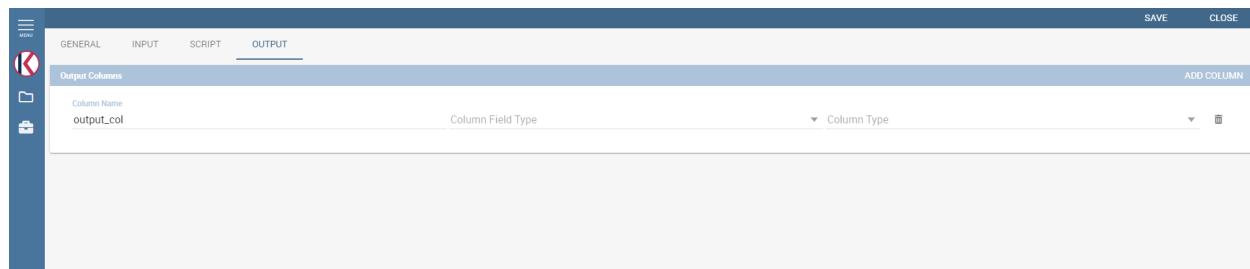 SAVE CLOSE
MENU
GENERAL INPUT SCRIPT OUTPUT
Output Columns ADD COLUMN
Column Name
output_col Column Field Type Column Type